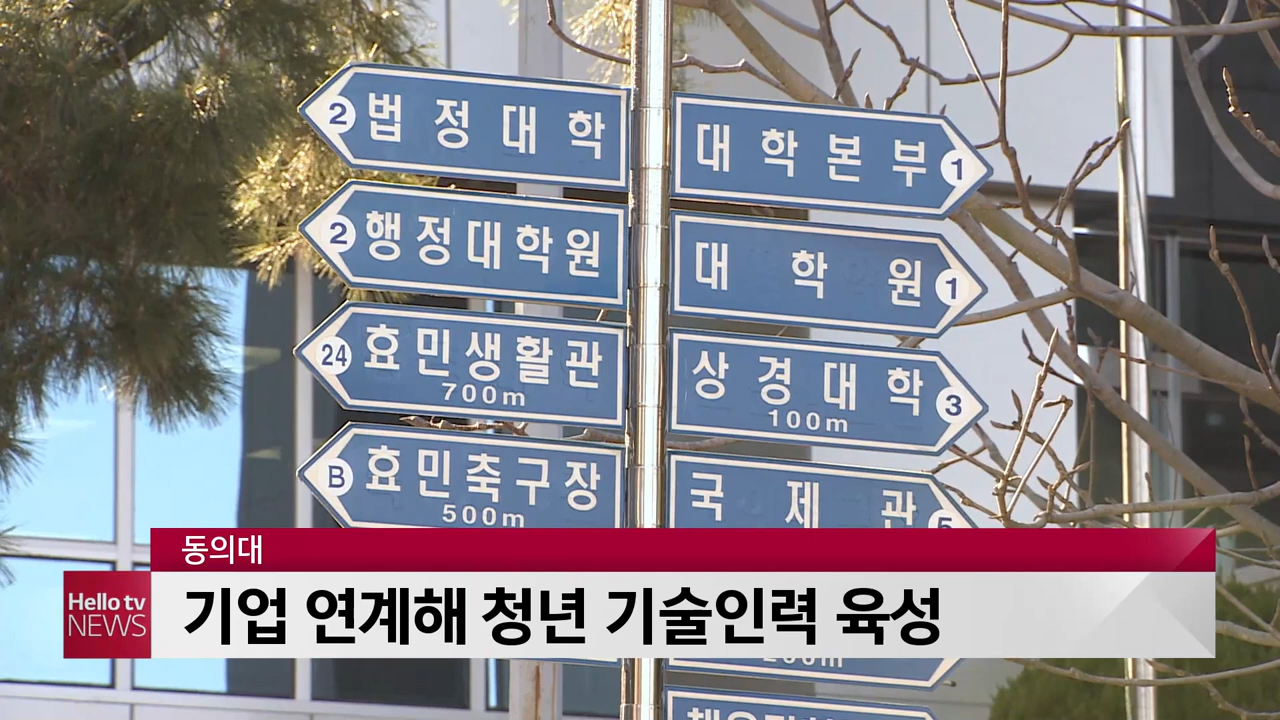 2 법정대학
대학본부 1
2 행정대학원
대학원 1
24 효민생활관
700m
상경대학 3
100m
B 효민축구장
500m
국제관 5
동의대
Hello tv
NEWS
기업 연계해 청년 기술인력 육성
200m